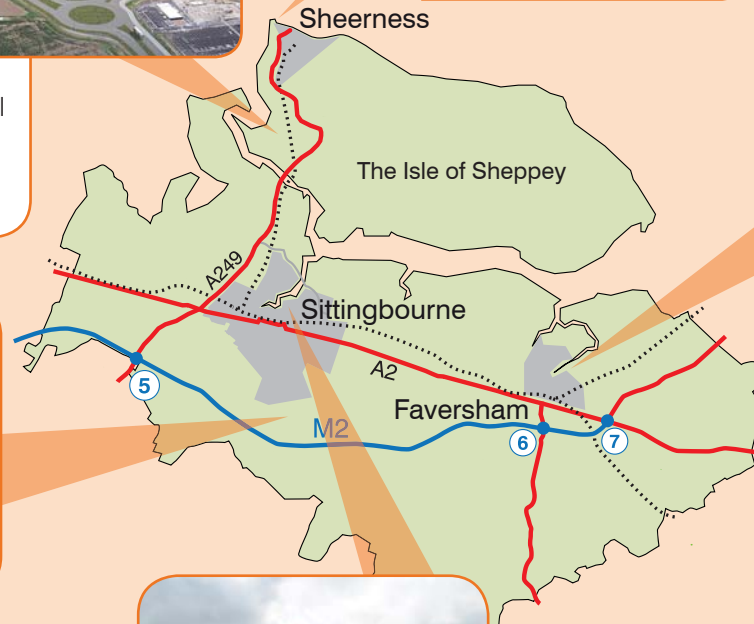 Sheerness
The Isle of Sheppey
A249
Sittingbourne
A2
5
Faversham
M2
6
7